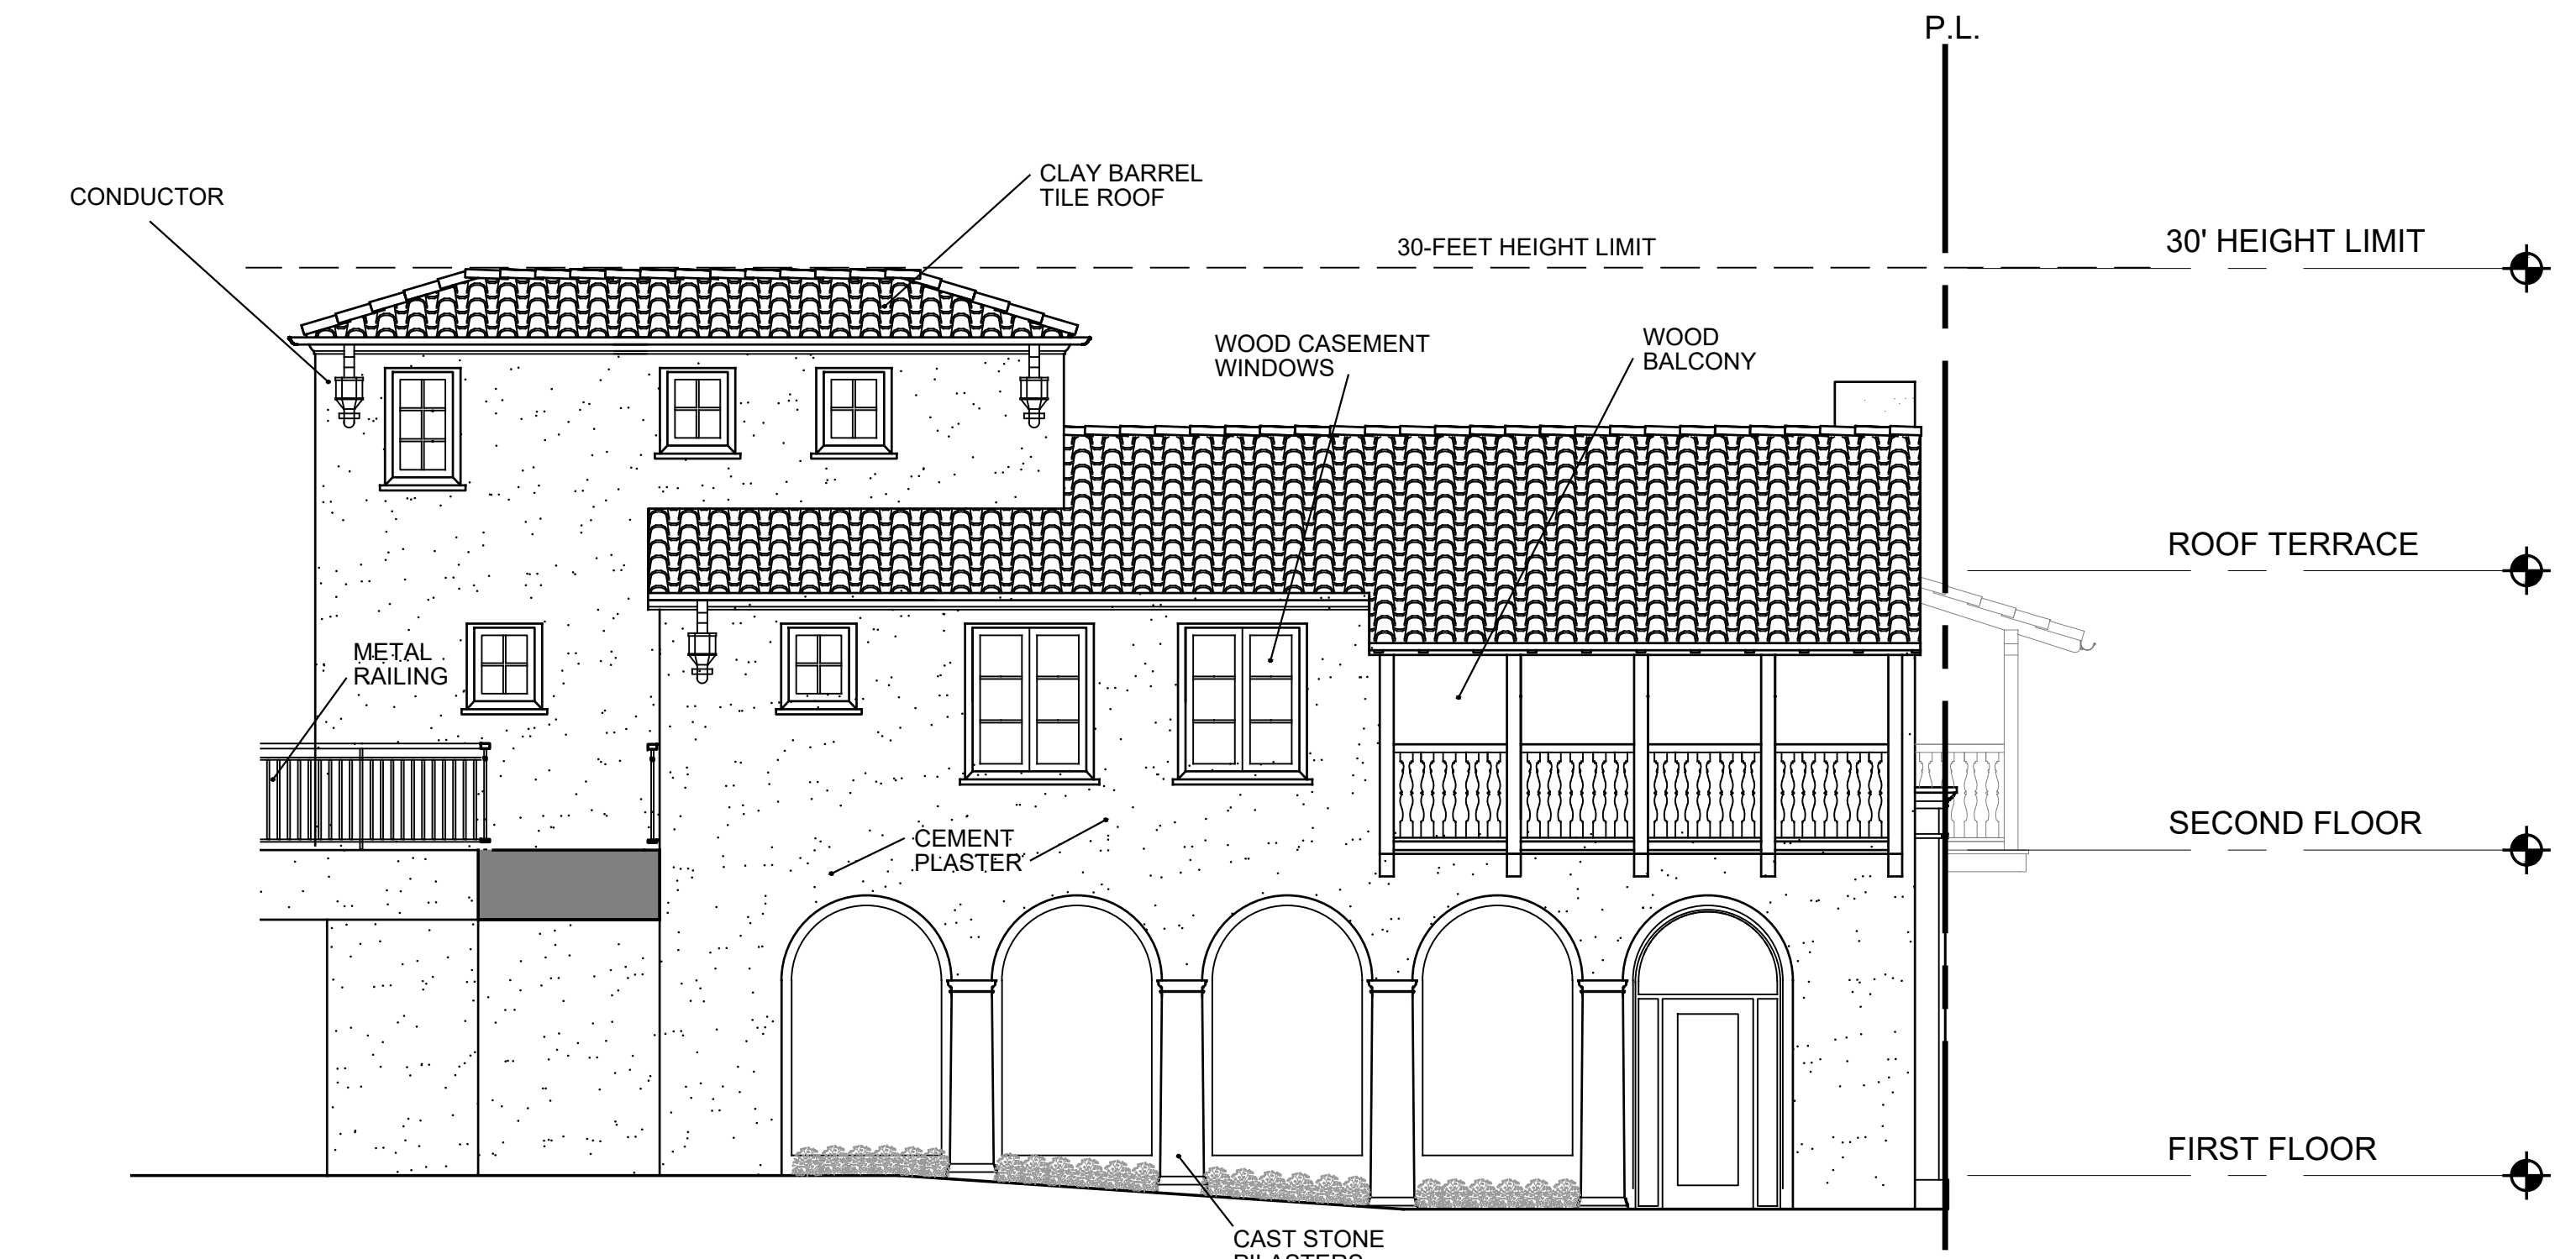 P.L.
CONDUCTOR
CLAY BARREL
TILE ROOF
30-FEET HEIGHT LIMIT
30' HEIGHT LIMIT
WOOD CASEMENT
WINDOWS
WOOD
BALCONY
ROOF TERRACE
METAL
RAILING
SECOND FLOOR
CEMENT
PLASTER
FIRST FLOOR
CAST STONE
PILASTERS